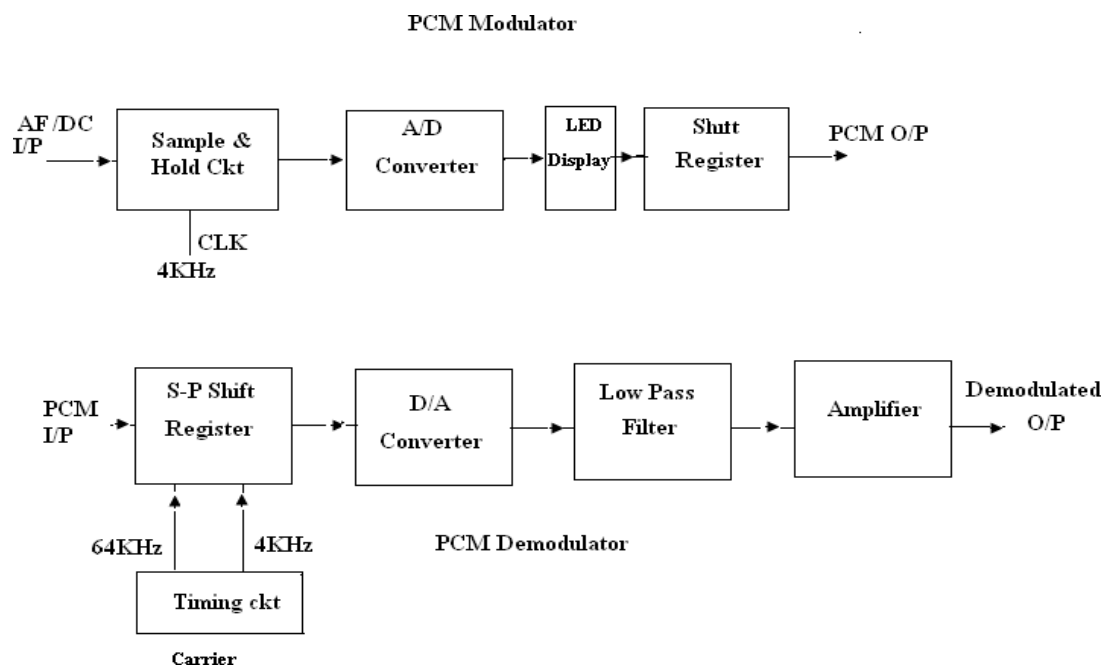 PCM Modulator
AF/DC
I/P
Sample &
Hold Ckt
CLK
4KHz
A/D
Converter
LED
Display
Shift
Register
PCM O/P
PCM
I/P
S-P Shift
Register
D/A
Converter
Low Pass
Filter
Amplifier
Demodulated
O/P
64KHz
4KHz
Timing ckt
Carrier
PCM Demodulator